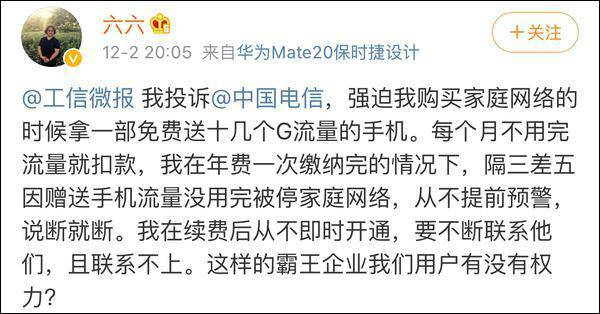 六六
+关注
12-2 20:05 来自华为Mate20保时捷设计
@工信微报 我投诉@中国电信，强迫我购买家庭网络的
时候拿一部免费送十几个G流量的手机。每个月不用完
流量就扣款，我在年费一次缴纳完的情况下，隔三差五
因赠送手机流量没用完被停家庭网络，从不提前预警，
说断就断。我在续费后从不即时开通，要不断联系他
们，且联系不上。这样的霸王企业我们用户有没有权
力？